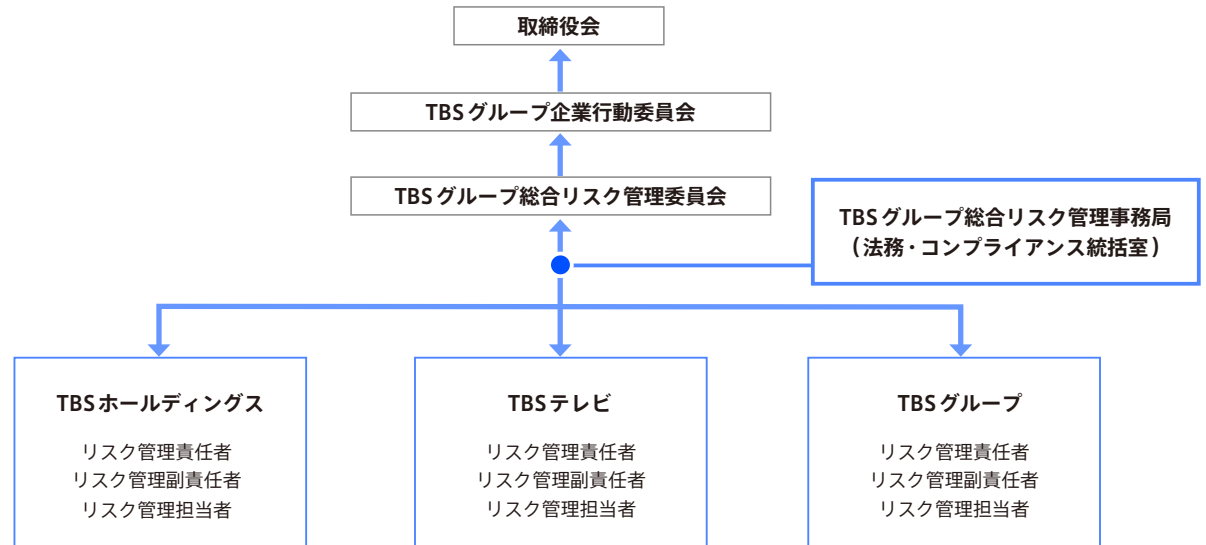 取締役会
TBSグループ企業行動委員会
TBSグループ総合リスク管理委員会
TBSグループ総合リスク管理事務局
(法務・コンプライアンス統括室)
TBSホールディングス
リスク管理責任者
リスク管理副責任者
リスク管理担当者
TBSテレビ
リスク管理責任者
リスク管理副責任者
リスク管理担当者
TBSグループ
リスク管理責任者
リスク管理副責任者
リスク管理担当者